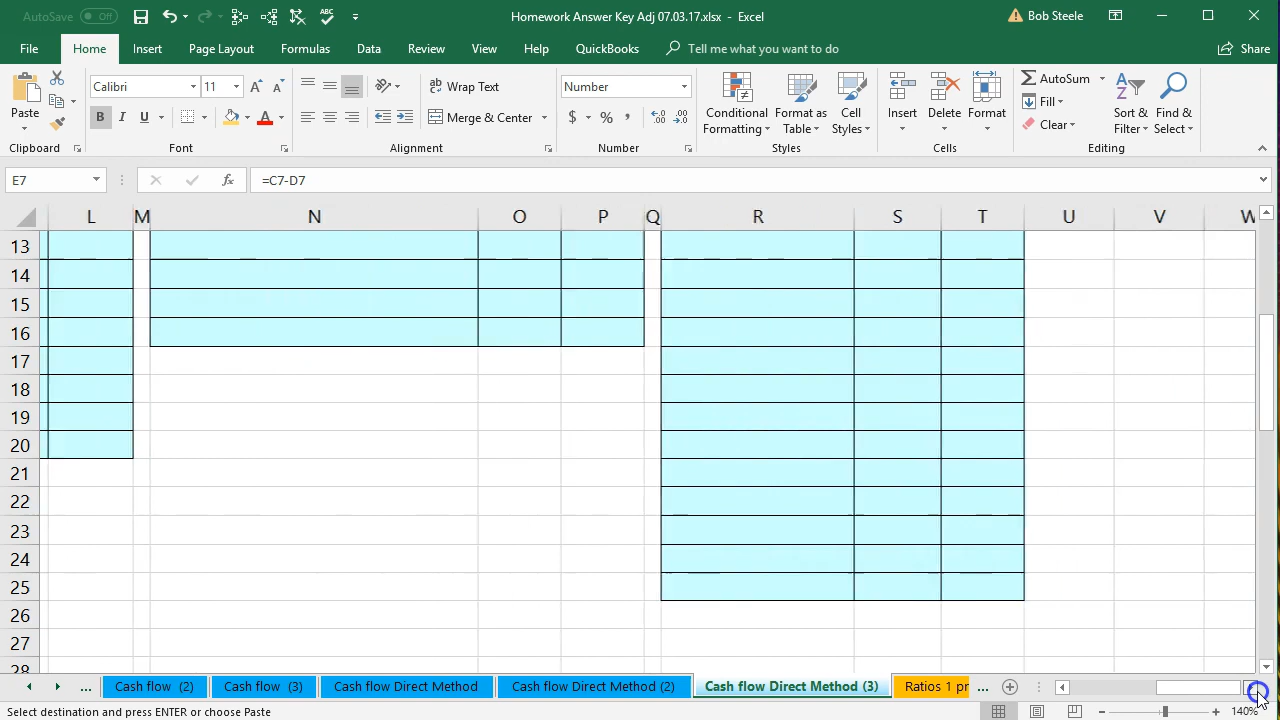 AutoSave Off Homework Answer Key Adj 07.03.17.xlsx - Excel Bob Steele
File Home Insert Page Layout Formulas Data Review View Help QuickBooks Tell me what you want to do Share
Calibri 11 A A Wrap Text Number AutoSum
Paste B I U A Merge & Center $ % , Conditional Formatting Format as Table Cell Styles Insert Delete Format Fill Clear Sort & Filter Find & Select
Clipboard Font Alignment Number Styles Cells Editing
E7 fx =C7-D7
L M N O P Q R S T U V W
13
14
15
16
17
18
19
20
21
22
23
24
25
26
27
28
... Cash flow (2) Cash flow (3) Cash flow Direct Method Cash flow Direct Method (2) Cash flow Direct Method (3) Ratios 1 pr ...
Select destination and press ENTER or choose Paste 140%